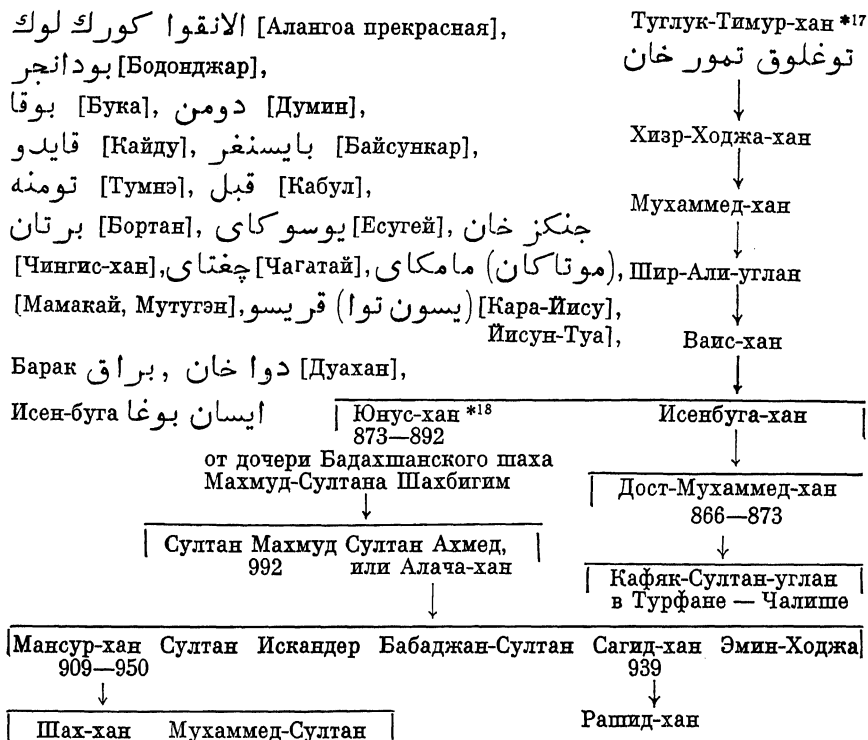 الانقوا كورك لوك [Алангоа прекрасная],
بودانجر [Бодонджар],
بوقا [Бука], دومن [Думин],
قايدو [Кайду], بايسنغر [Байсункар],
تومنه [Тумнэ], قبل [Кабул],
برتان [Бортан], يوسوكاى [Есугей], جنكز خان
[Чингис-хан], چغتاى [Чагатай], (موتاكان) مامكاى,
[Мамакай, Мутугэн], (يسون توا) قريسو [Кара-Йису],
Йисун-Туа],
Барак براق, دوا خان [Дуахан],
Исен-буга ايسان بوغا
Туглук-Тимур-хан *17
توغلوق تمور خان
Хизр-Ходжа-хан
Мухаммед-хан
Шир-Али-углан
Ваис-хан
Юнус-хан *18 Исенбуга-хан
873—892
от дочери Бадахшанского шаха
Махмуд-Султана Шахбигим
Дост-Мухаммед-хан
866—873
Султан Махмуд Султан Ахмед,
992 или Алача-хан
Кафяк-Султан-углан
в Турфане — Чалише
Мансур-хан Султан Искандер Бабаджан-Султан Сагид-хан Эмин-Ходжа
909—950 939
Шах-хан Мухаммед-Султан Рашид-хан